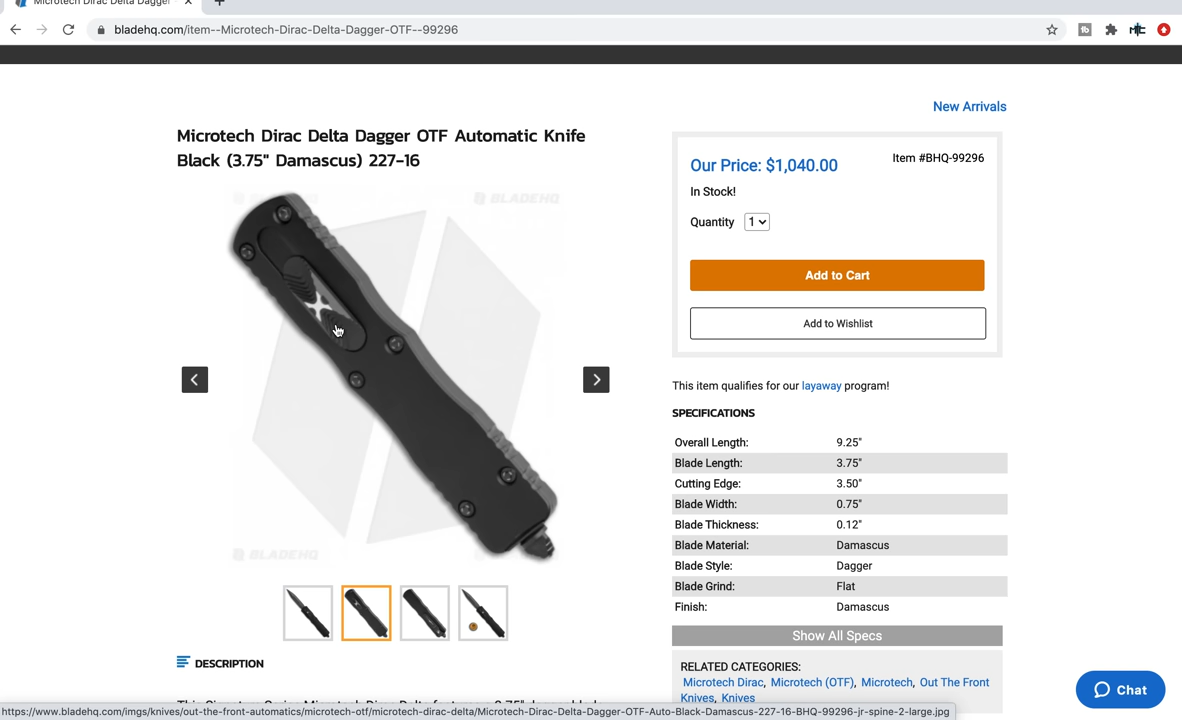 Microtech Dirac Delta Dagger
bladehq.com/item--Microtech-Dirac-Delta-Dagger-OTF--99296
New Arrivals
Microtech Dirac Delta Dagger OTF Automatic Knife
Black (3.75" Damascus) 227-16
BLADEHQ
BLADEHQ
Our Price: $1,040.00
Item #BHQ-99296
In Stock!
Quantity 1
Add to Cart
Add to Wishlist
This item qualifies for our layaway program!
SPECIFICATIONS
Overall Length: 9.25"
Blade Length: 3.75"
Cutting Edge: 3.50"
Blade Width: 0.75"
Blade Thickness: 0.12"
Blade Material: Damascus
Blade Style: Dagger
Blade Grind: Flat
Finish: Damascus
Show All Specs
RELATED CATEGORIES:
Microtech Dirac, Microtech (OTF), Microtech, Out The Front
Knives, Knives
DESCRIPTION
Chat
https://www.bladehq.com/imgs/knives/out-the-front-automatics/microtech-otf/microtech-dirac-delta/Microtech-Dirac-Delta-Dagger-OTF-Auto-Black-Damascus-227-16-BHQ-99296-jr-spine-2-large.jpg